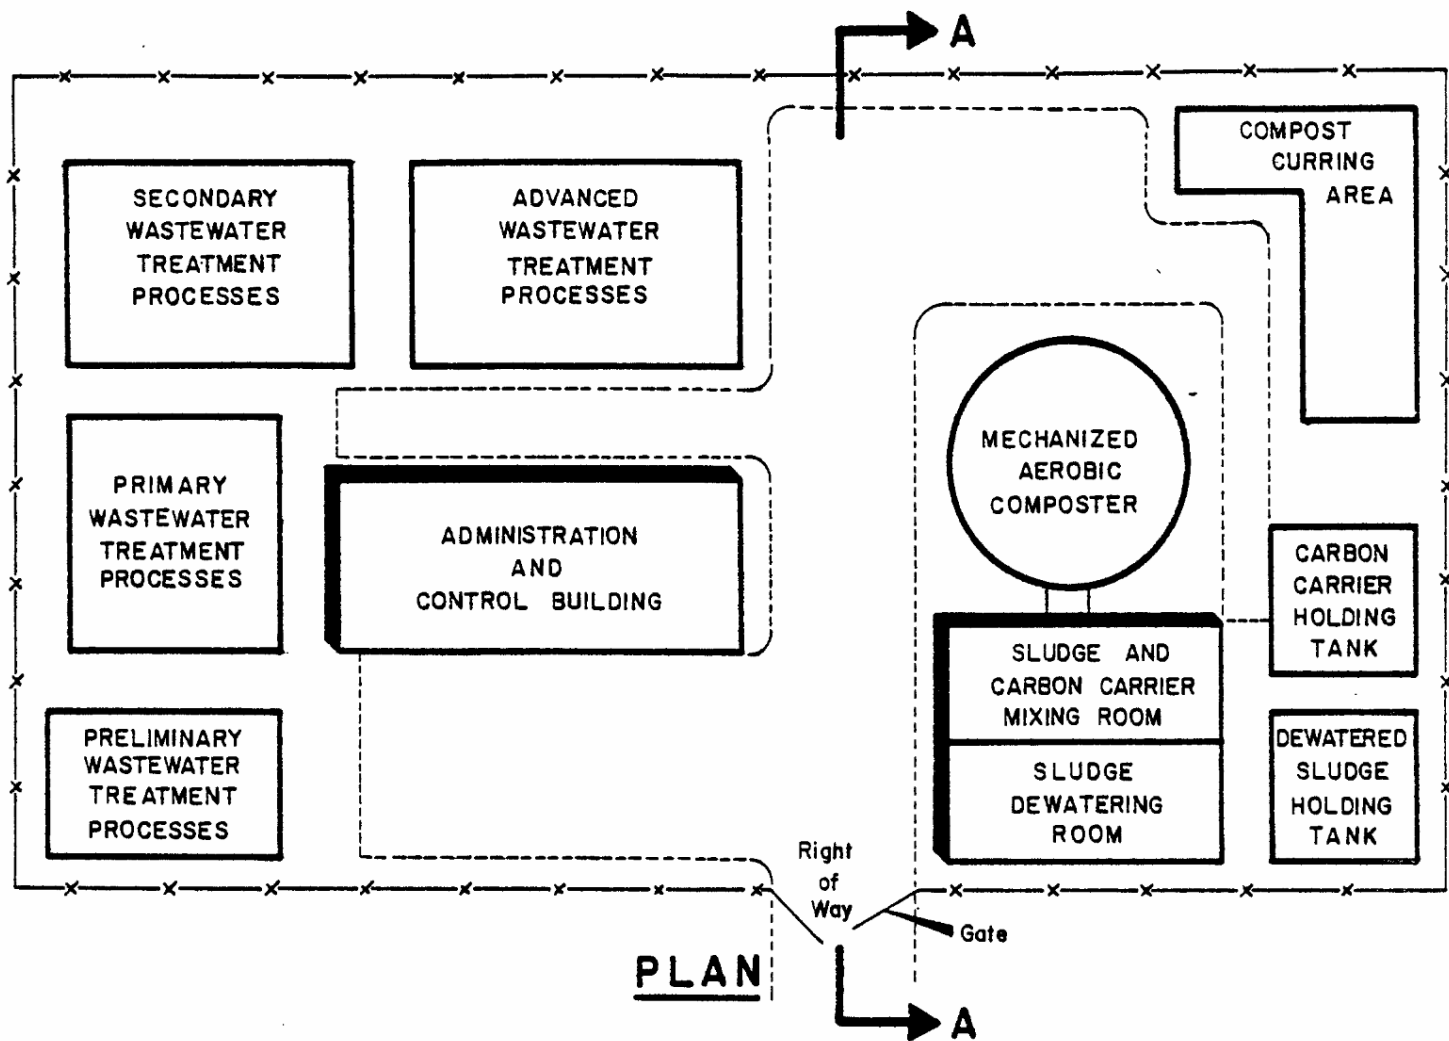 A
COMPOST
CURRING
AREA
SECONDARY
WASTEWATER
TREATMENT
PROCESSES
ADVANCED
WASTEWATER
TREATMENT
PROCESSES
MECHANIZED
AEROBIC
COMPOSTER
PRIMARY
WASTEWATER
TREATMENT
PROCESSES
ADMINISTRATION
AND
CONTROL BUILDING
CARBON
CARRIER
HOLDING
TANK
SLUDGE AND
CARBON CARRIER
MIXING ROOM
PRELIMINARY
WASTEWATER
TREATMENT
PROCESSES
SLUDGE
DEWATERING
ROOM
DEWATERED
SLUDGE
HOLDING
TANK
Right
of
Way
Gate
PLAN
A